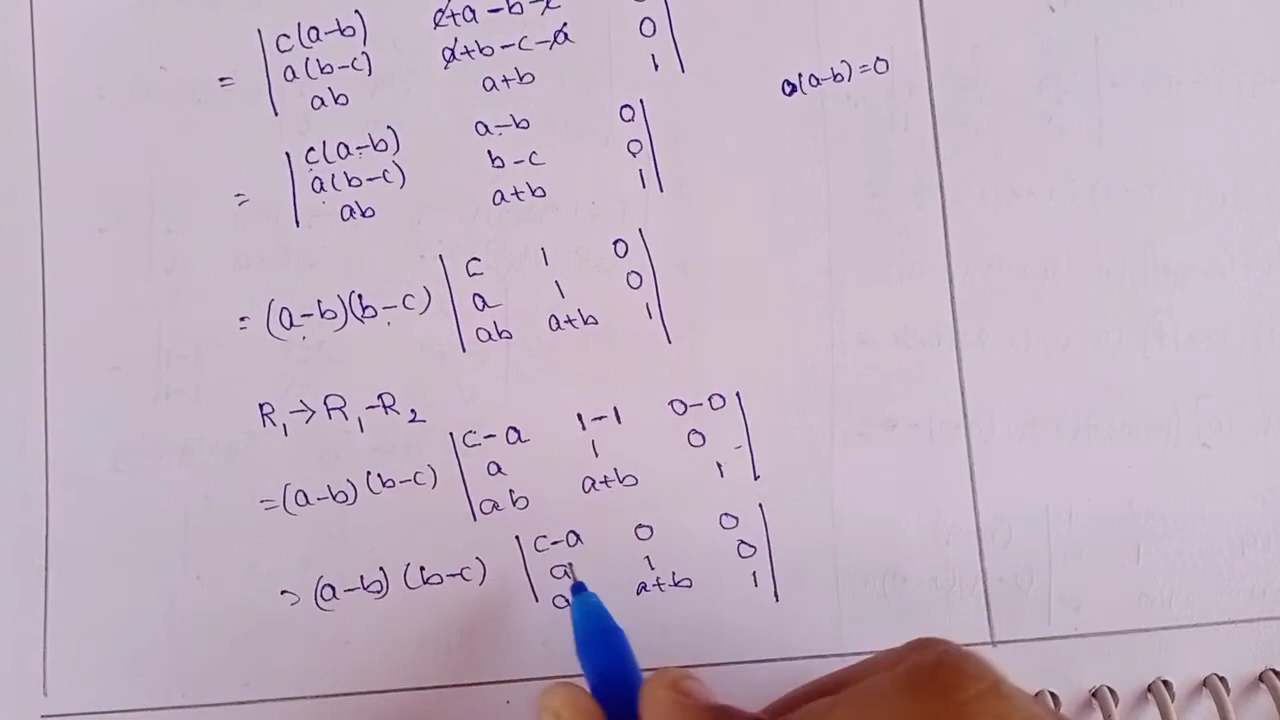 c(a-b) c+a-b-c
= a(b-c) a+b-c-a 0
ab a+b 1
a(a-b)=0
c(a-b) a-b 0
= a(b-c) b-c 0
ab a+b 1
c 1 0
= (a-b)(b-c) a 1 0
ab a+b 1
R₁→R₁-R₂
c-a 1-1 0-0
=(a-b)(b-c) a 1 0
ab a+b 1
c-a 0 0
= (a-b)(b-c) a 1 0
a a+b 1